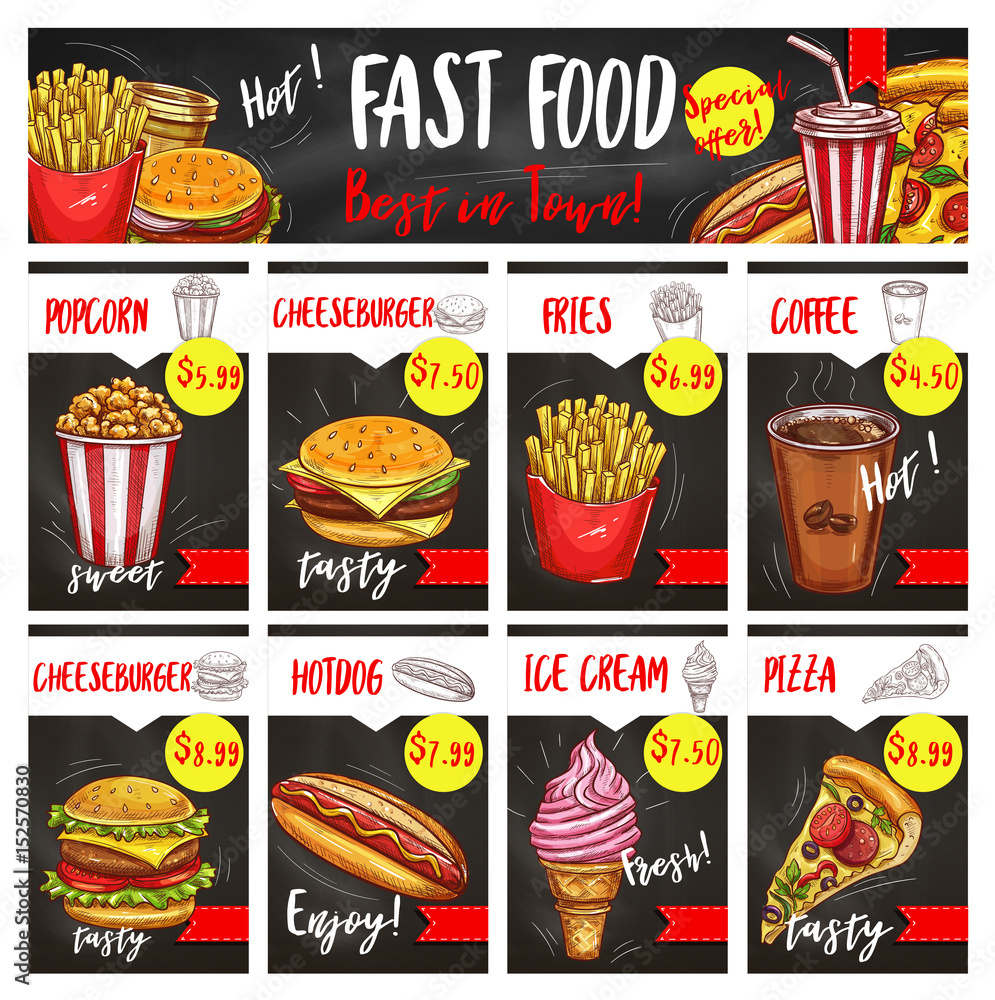 Hot!
FAST FOOD
Special offer!
Best in Town!
POPCORN
$5.99
sweet
CHEESEBURGER
$7.50
tasty
FRIES
$6.99
COFFEE
$4.50
Hot!
CHEESEBURGER
$8.99
tasty
HOTDOG
$7.99
Enjoy!
ICE CREAM
$7.50
Fresh!
PIZZA
$8.99
tasty
Adobe Stock | #152570830